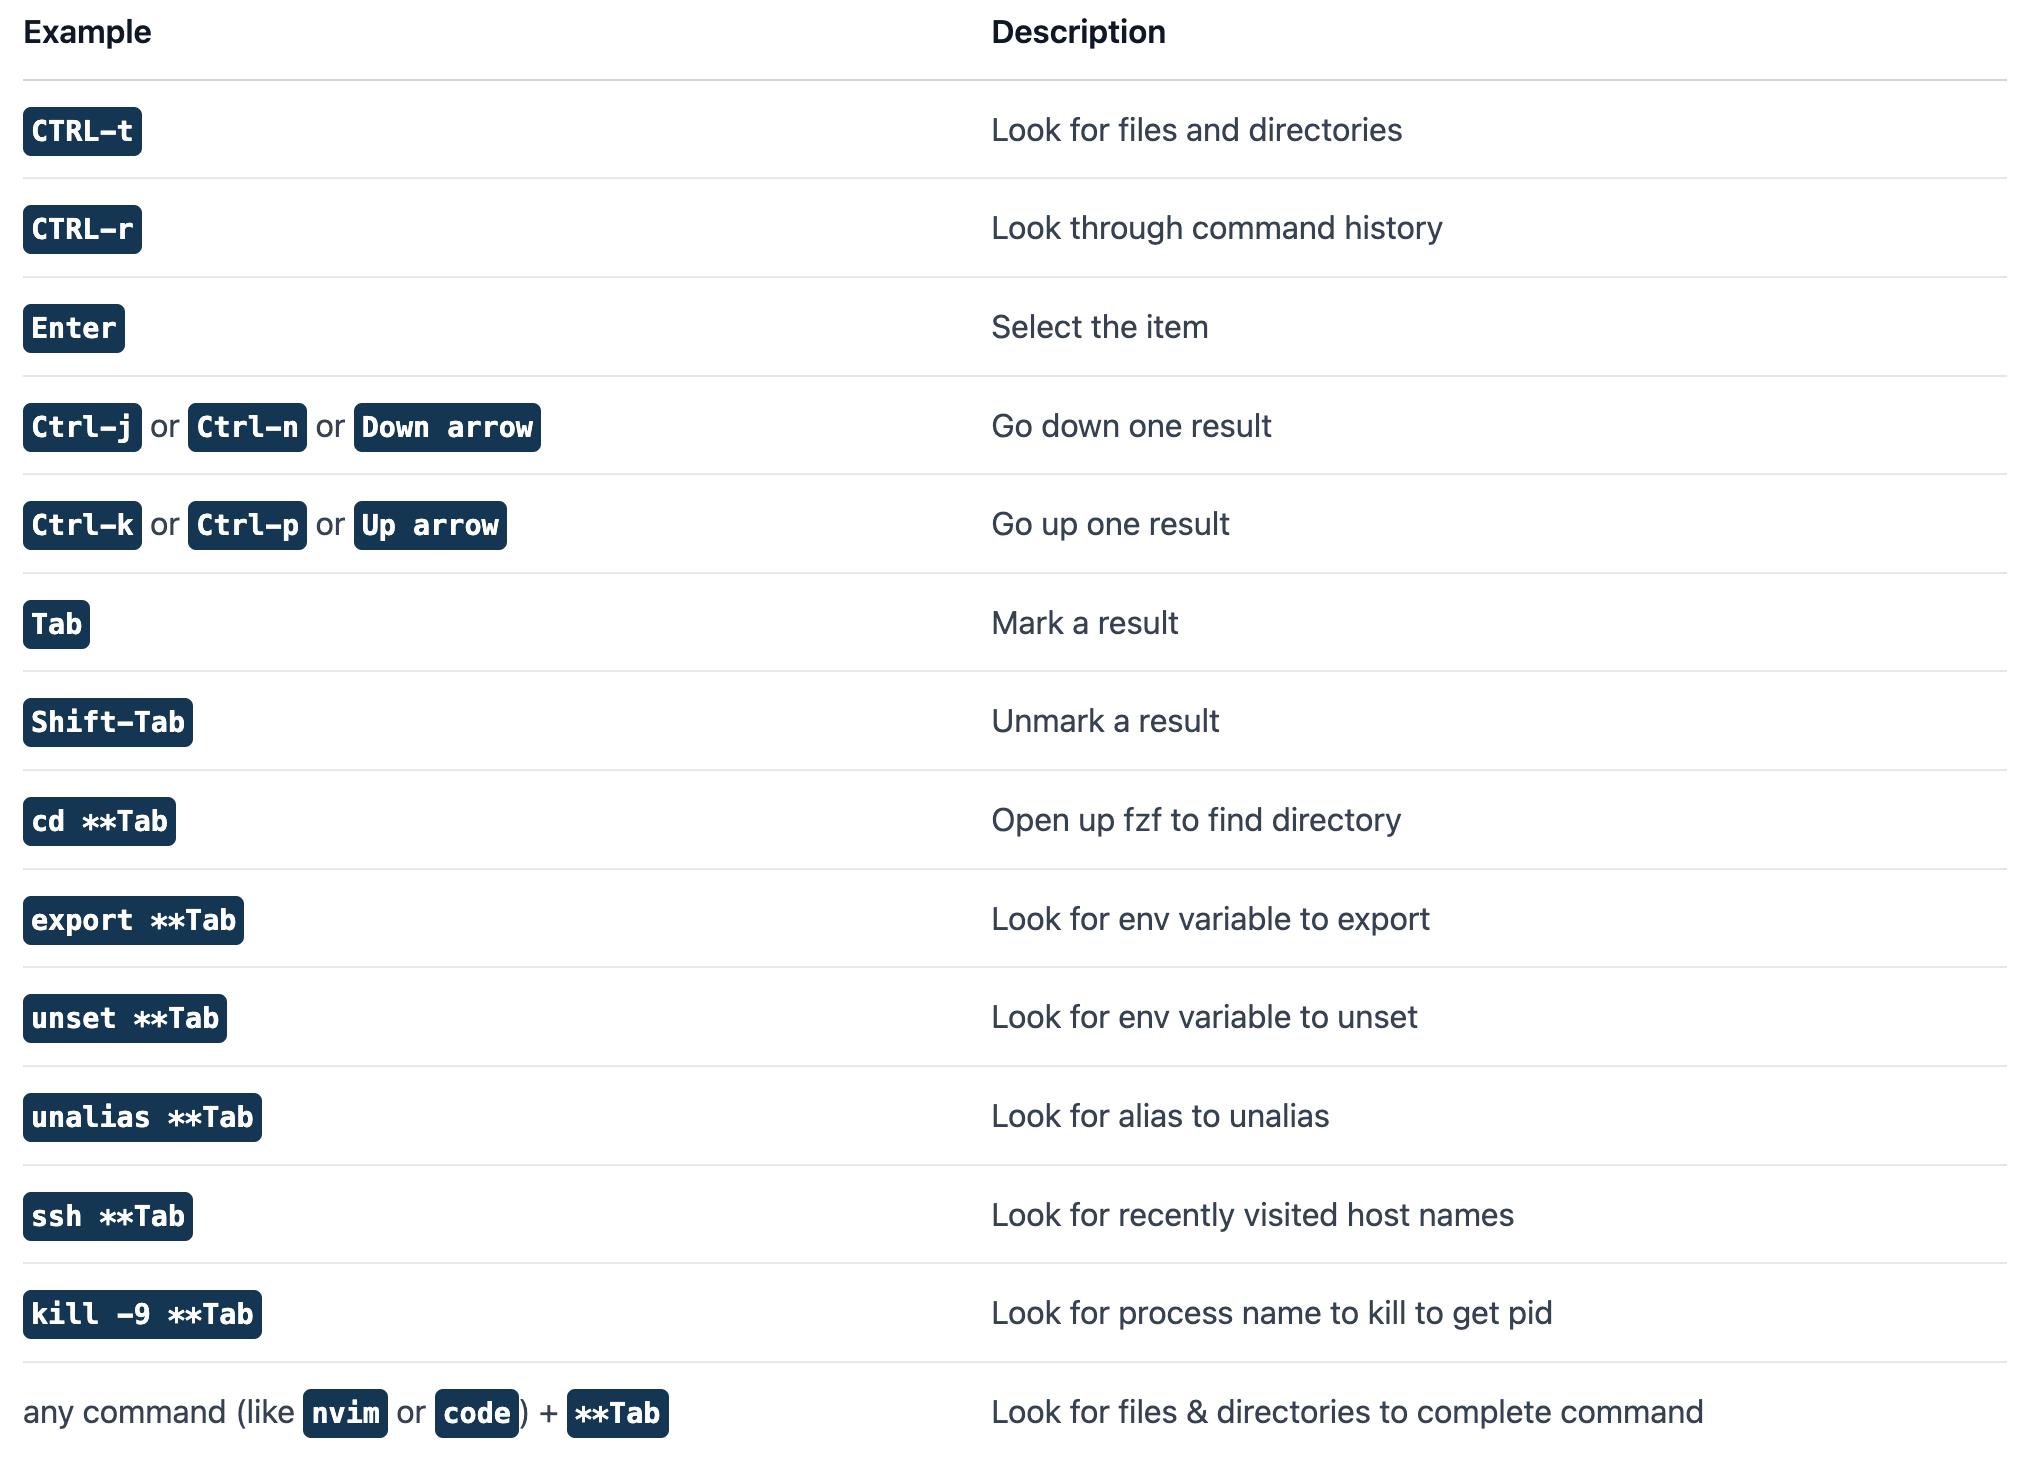 Example Description
CTRL-t Look for files and directories
CTRL-r Look through command history
Enter Select the item
Ctrl-j or Ctrl-n or Down arrow Go down one result
Ctrl-k or Ctrl-p or Up arrow Go up one result
Tab Mark a result
Shift-Tab Unmark a result
cd **Tab Open up fzf to find directory
export **Tab Look for env variable to export
unset **Tab Look for env variable to unset
unalias **Tab Look for alias to unalias
ssh **Tab Look for recently visited host names
kill -9 **Tab Look for process name to kill to get pid
any command (like nvim or code) + **Tab Look for files & directories to complete command